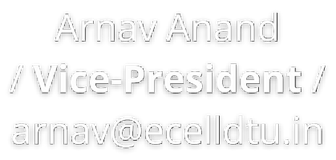 Arnav Anand
/ Vice-President /
arnav@ecelldtu.in